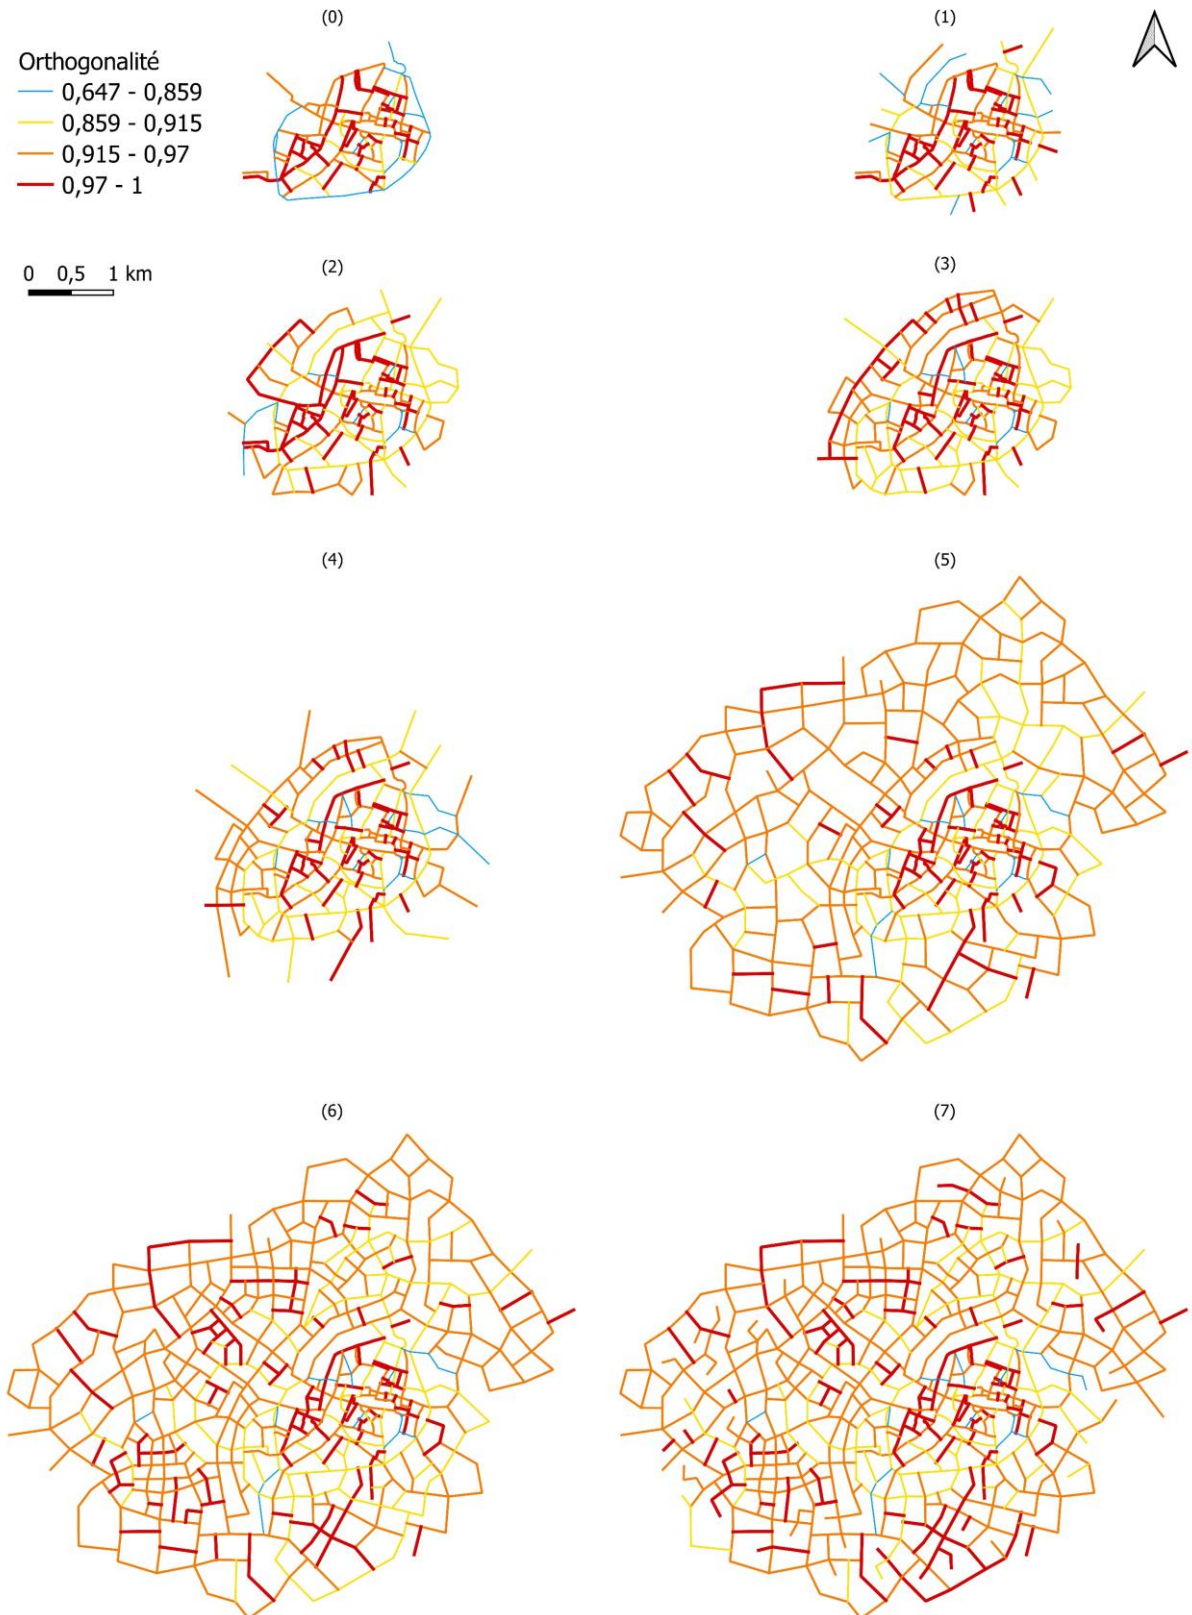 (0)
(1)
Orthogonalité
0,647 - 0,859
0,859 - 0,915
0,915 - 0,97
0,97 - 1
0 0,5 1 km
(2)
(3)
(4)
(5)
(6)
(7)